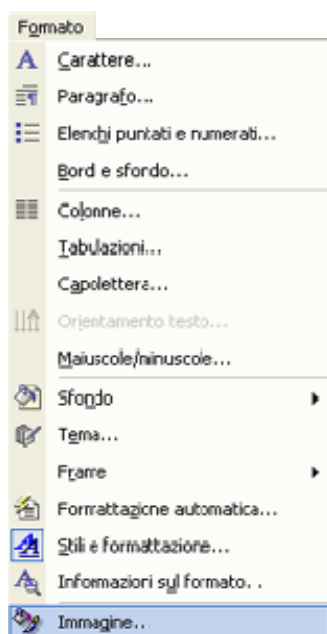 Formato
Carattere...
Paragrafo...
Elenchi puntati e numerati...
Bordi e sfondo...
Colonne...
Tabulazioni...
Capolettera...
Orientamento testo...
Maiuscole/minuscole...
Sfondo
Tema...
Frame
Formattazione automatica...
Stili e formattazione...
Informazioni sul formato...
Immagine...